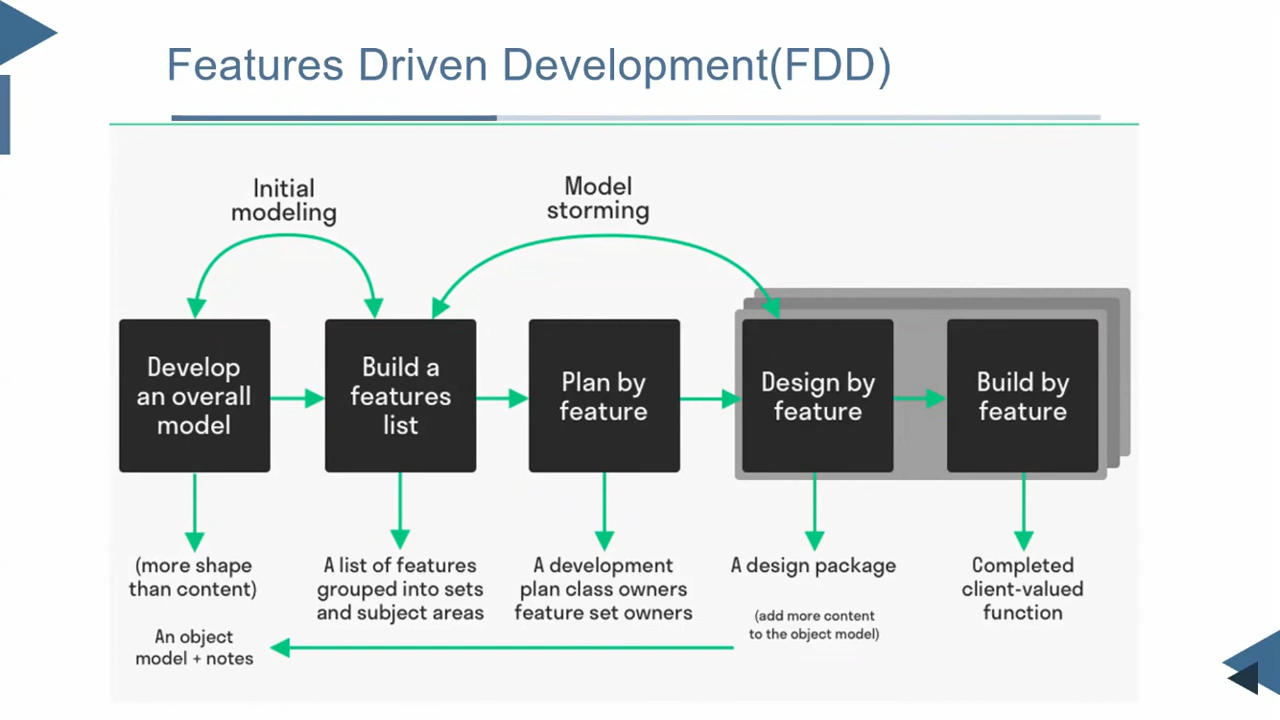 Features Driven Development(FDD)
Initial
modeling
Model
storming
Develop
an overall
model
Build a
features
list
Plan by
feature
Design by
feature
Build by
feature
(more shape
than content)
An object
model + notes
A list of features
grouped into sets
and subject areas
A development
plan class owners
feature set owners
A design package
(add more content
to the object model)
Completed
client-valued
function